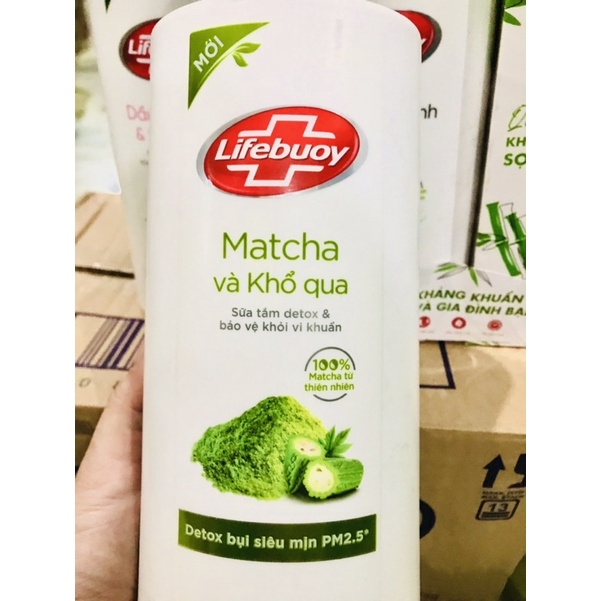 MỚI
Lifebuoy
Matcha
và Khổ qua
Sữa tắm detox &
bảo vệ khỏi vi khuẩn
100%
Matcha từ
thiên nhiên
Detox bụi siêu mịn PM2.5*
KHÁNG KHUẨN
VÀ GIA ĐÌNH
13